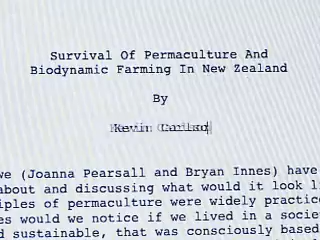 Survival Of Permaculture And
Biodynamic Farming In New Zealand
By
Kevin
we (Joanna Pearsall and Bryan Innes) have
about and discussing what would it look li
iples of permaculture were widely practice
es would we notice if we lived in a socie
d sustainable, that was consciously based